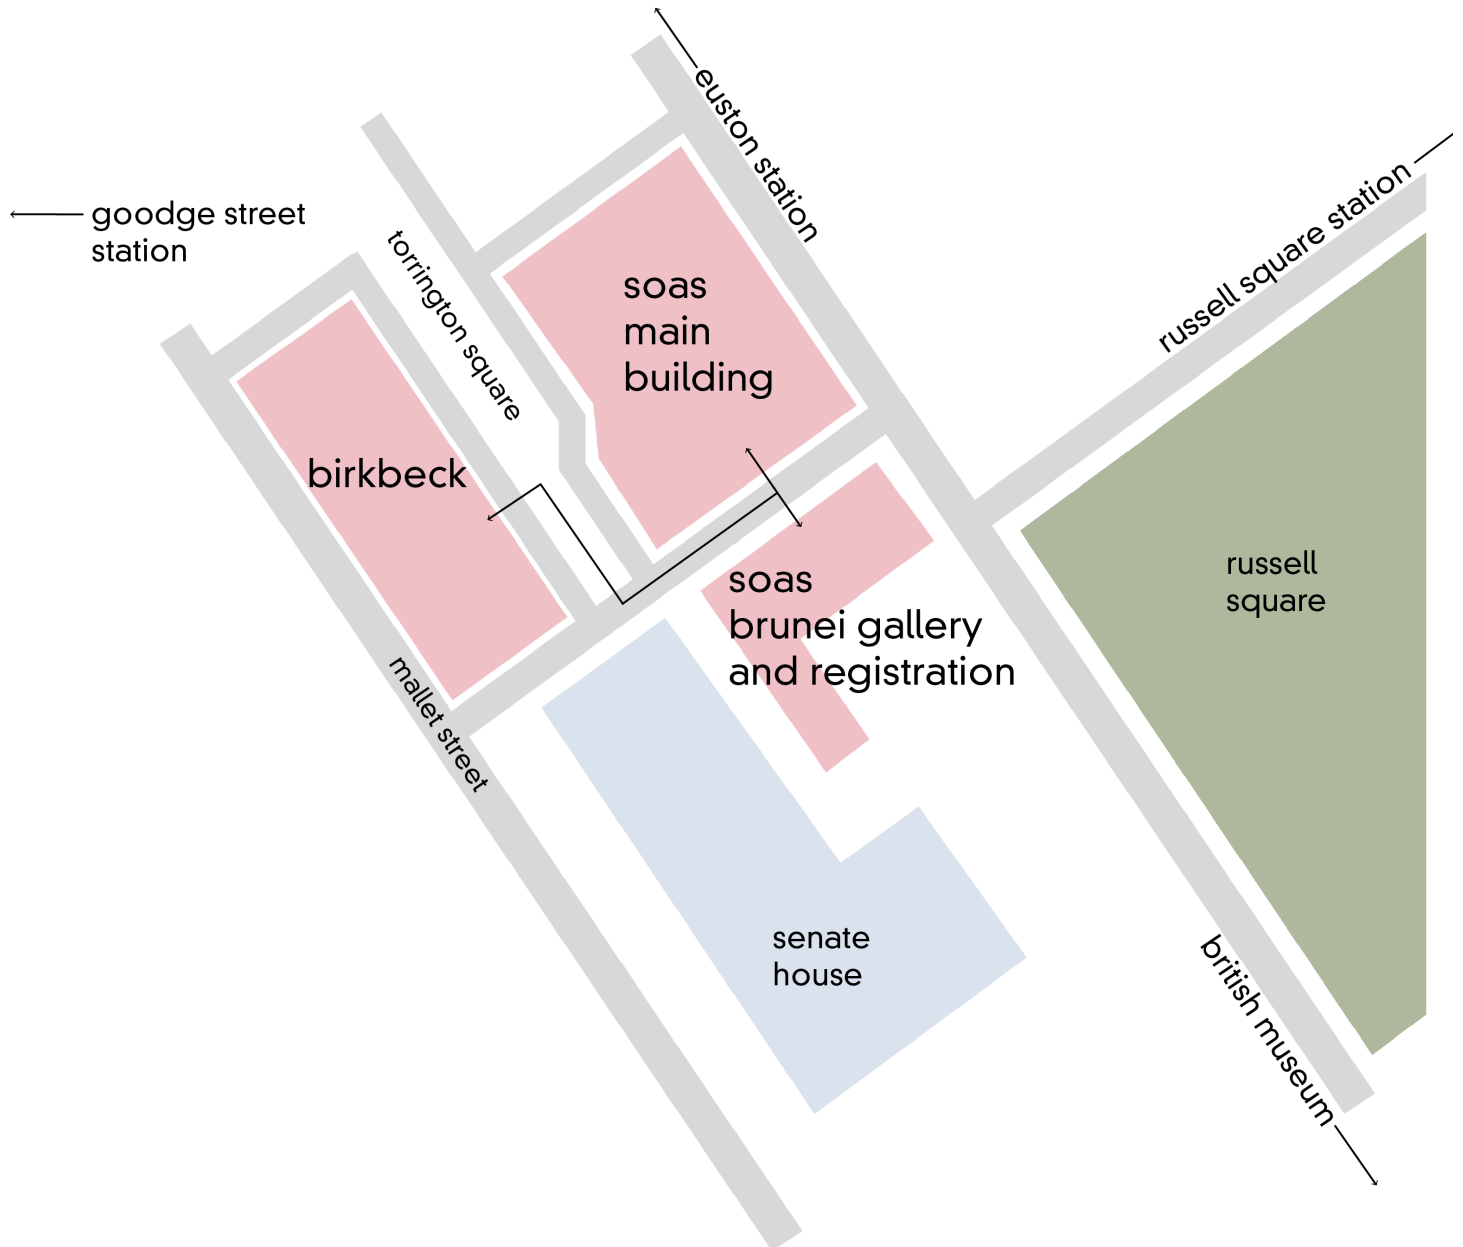 euston station
russell square station
goodge street
station
torrington square
soas
main
building
birkbeck
russell
square
soas
brunei gallery
and registration
mallet street
senate
house
british museum